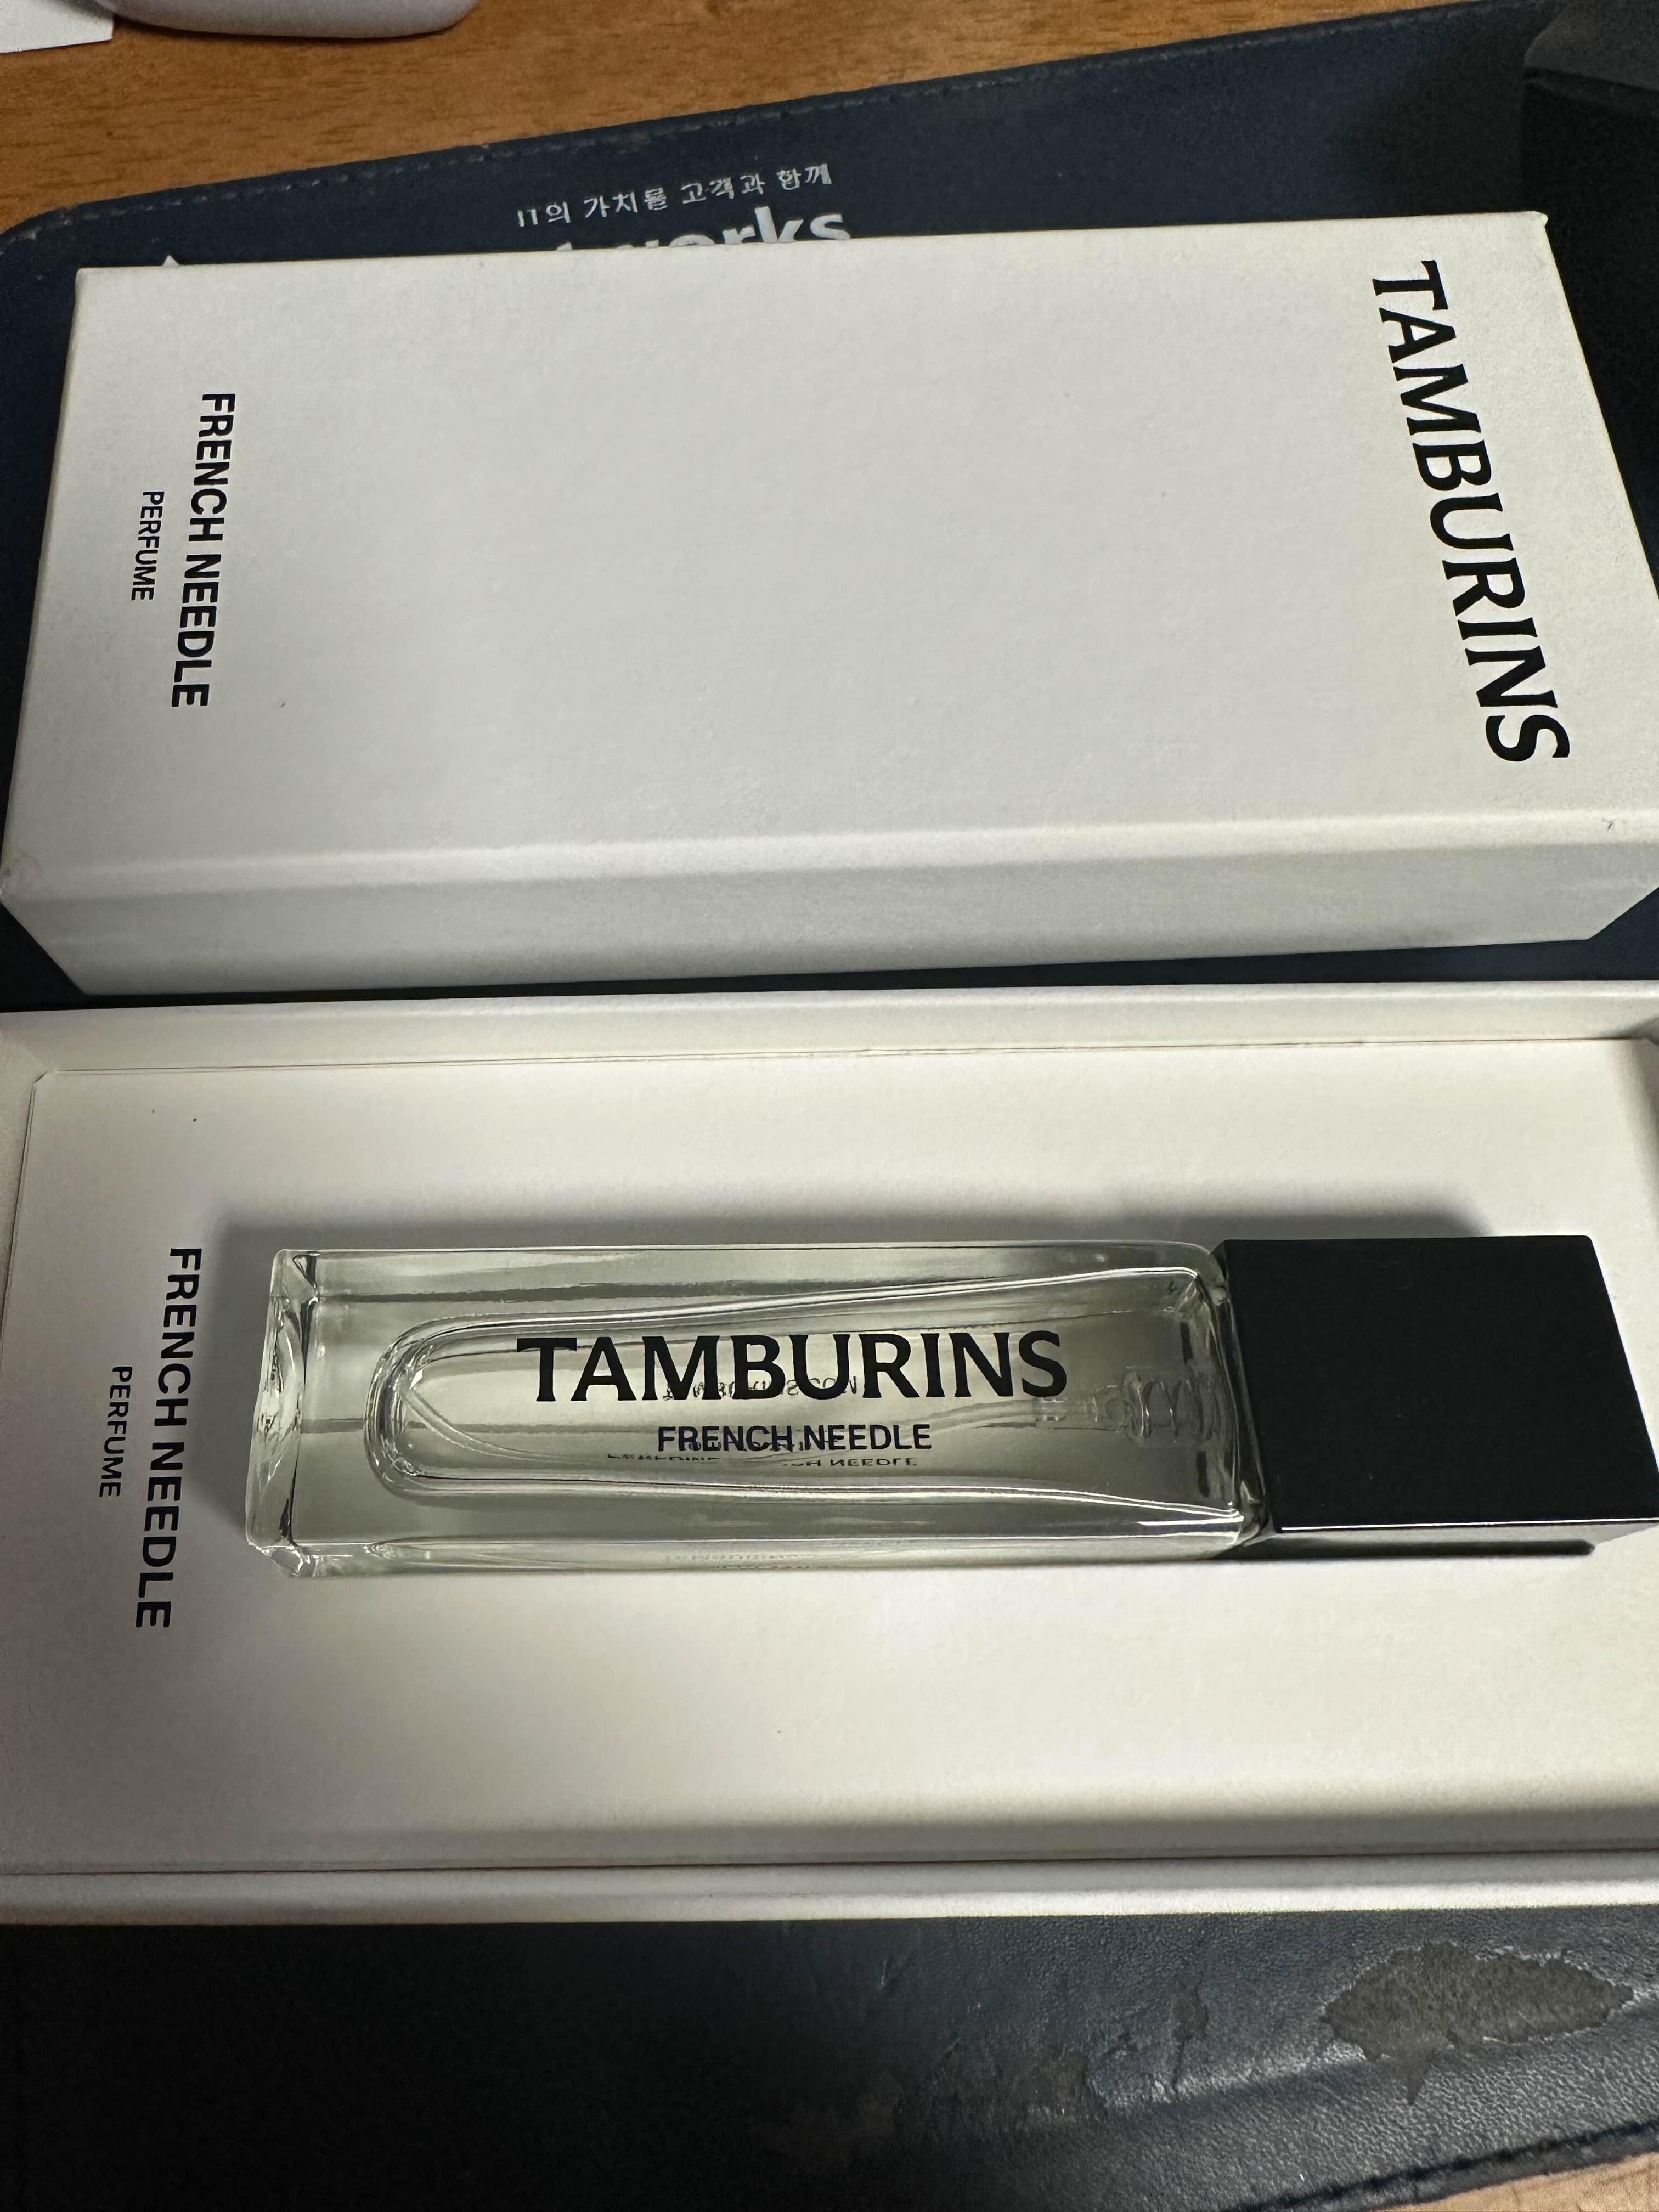 IT의 가치를 고객과 함께
TAMBURINS
FRENCH NEEDLE
PERFUME
TAMBURINS
FRENCH NEEDLE
FRENCH NEEDLE
PERFUME